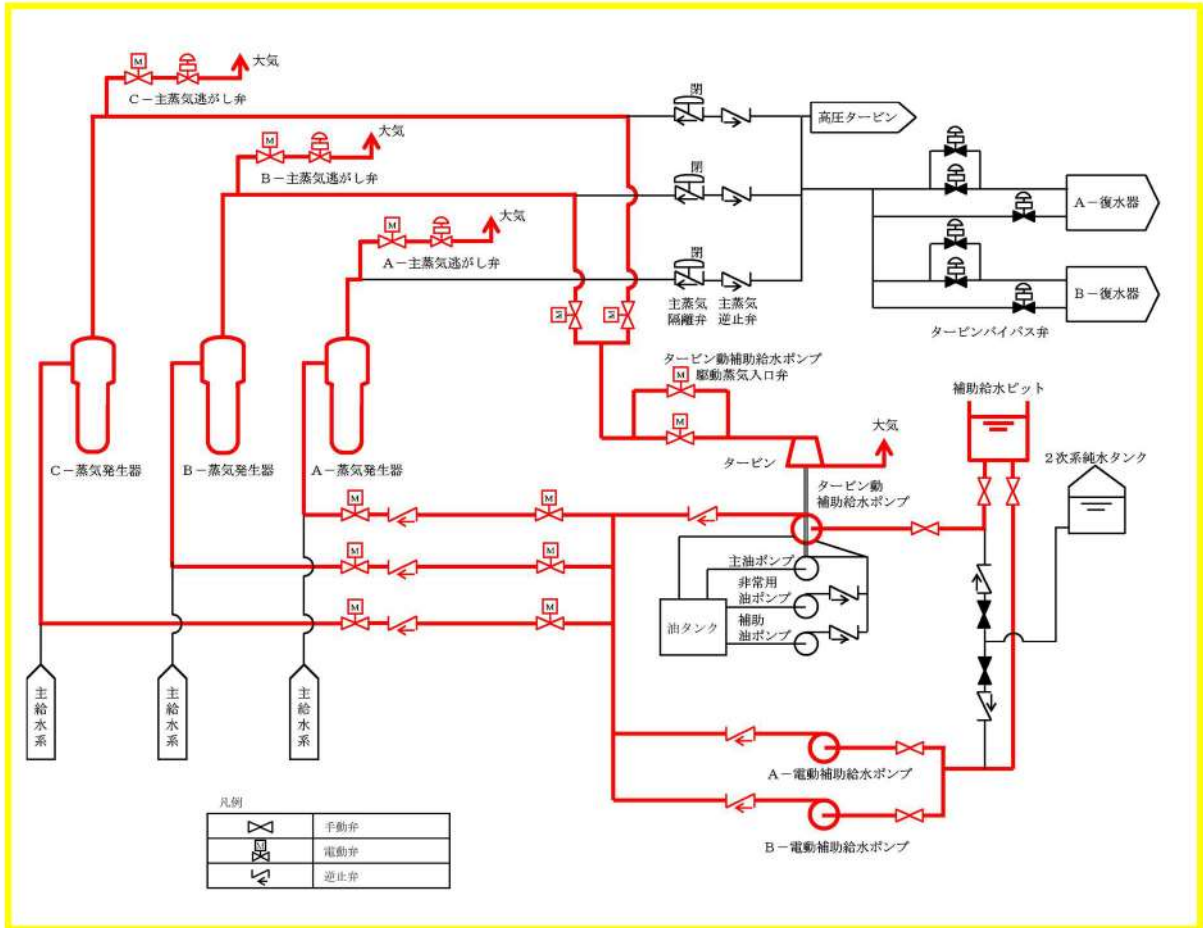 M
大気
C－主蒸気逃がし弁
閉
高圧タービン
M
大気
B－主蒸気逃がし弁
閉
A－復水器
M
大気
A－主蒸気逃がし弁
閉
主蒸気
隔離弁
主蒸気
逆止弁
B－復水器
タービンバイパス弁
M
M
タービン動補助給水ポンプ
駆動蒸気入口弁
M
M
補助給水ピット
大気
タービン
2次系純水タンク
C－蒸気発生器
B－蒸気発生器
A－蒸気発生器
タービン動
補助給水ポンプ
M
M
M
M
M
M
主油ポンプ
非常用
油ポンプ
補助
油ポンプ
油タンク
主給水系
主給水系
主給水系
A－電動補助給水ポンプ
B－電動補助給水ポンプ
凡例
手動弁
M
電動弁
逆止弁